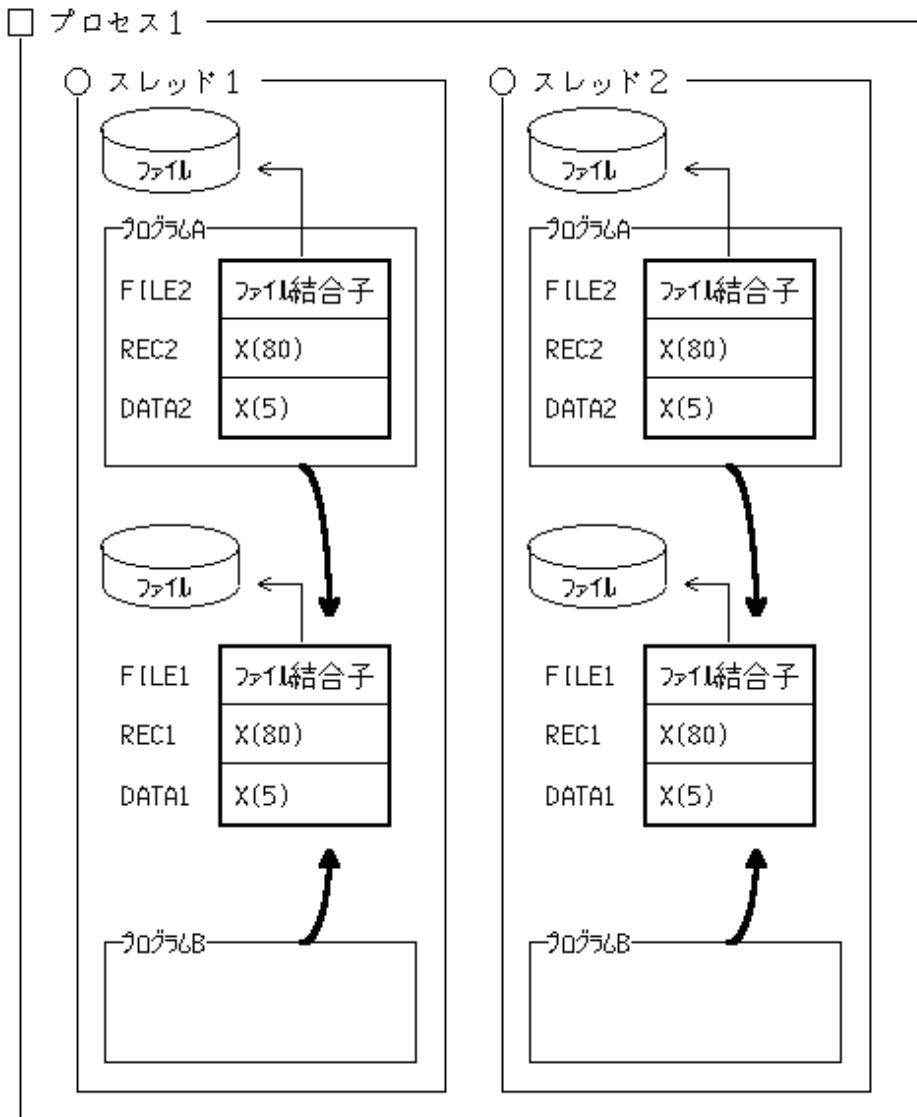 プロセス1
スレッド1
ファイル
プログラムA
FILE2 ファイル結合子
REC2 X(80)
DATA2 X(5)
ファイル
FILE1 ファイル結合子
REC1 X(80)
DATA1 X(5)
プログラムB
スレッド2
ファイル
プログラムA
FILE2 ファイル結合子
REC2 X(80)
DATA2 X(5)
ファイル
FILE1 ファイル結合子
REC1 X(80)
DATA1 X(5)
プログラムB